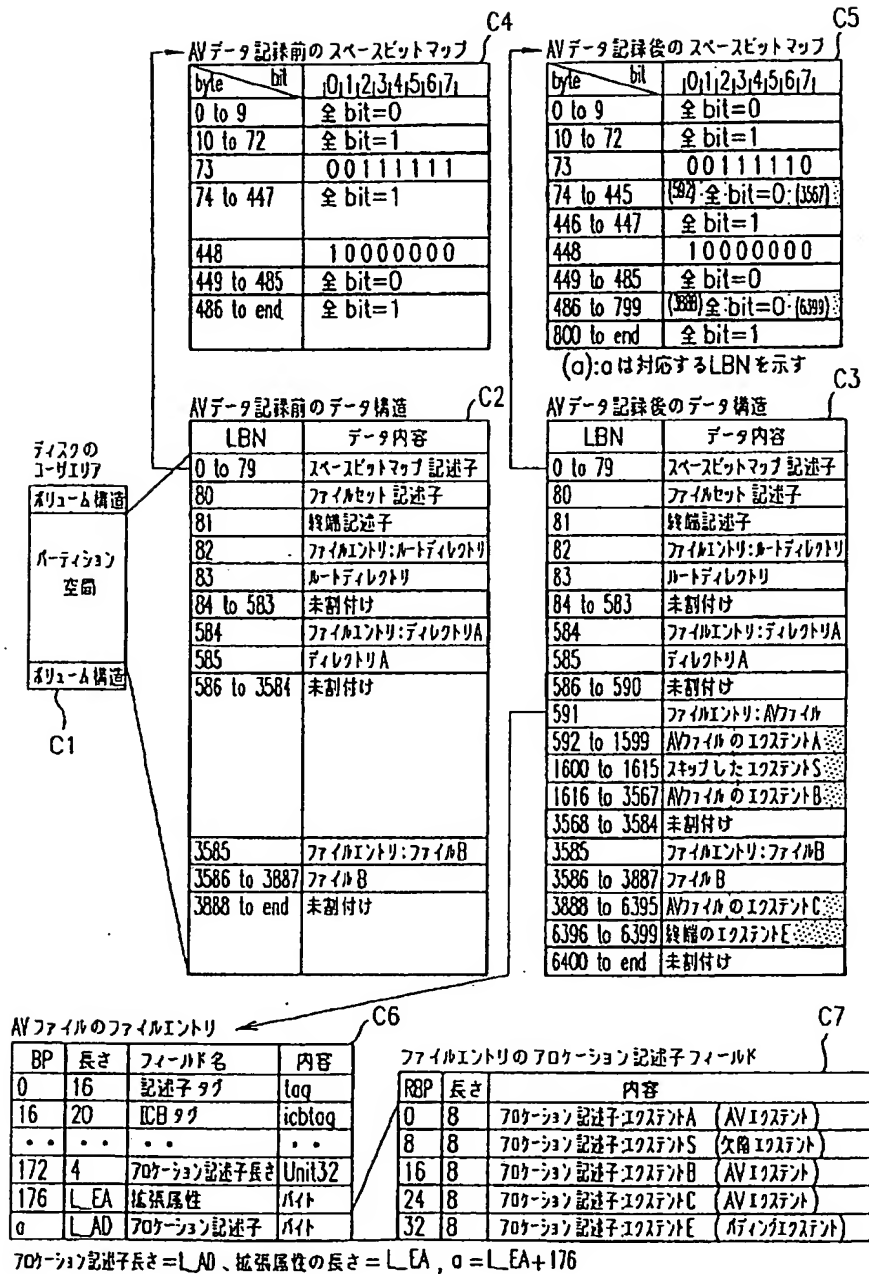 C4
AVデータ記録前のスペースビットマップ
byte bit 0 1 2 3 4 5 6 7
0 to 9 全bit=0
10 to 72 全bit=1
73 00111111
74 to 447 全bit=1
448 10000000
449 to 485 全bit=0
486 to end 全bit=1
C5
AVデータ記録後のスペースビットマップ
byte bit 0 1 2 3 4 5 6 7
0 to 9 全bit=0
10 to 72 全bit=1
73 00111110
74 to 445 (592) 全bit=0 (3567)
446 to 447 全bit=1
448 10000000
449 to 485 全bit=0
486 to 799 (3888) 全bit=0 (6399)
800 to end 全bit=1
(a):aは対応するLBNを示す
ディスクの
ユーザエリア
ボリューム構造
パーティション
空間
ボリューム構造
C1
AVデータ記録前のデータ構造
C2
LBN データ内容
0 to 79 スペースビットマップ記述子
80 ファイルセット記述子
81 終端記述子
82 ファイルエントリ:ルートディレクトリ
83 ルートディレクトリ
84 to 583 未割付け
584 ファイルエントリ:ディレクトリA
585 ディレクトリA
586 to 3584 未割付け
3585 ファイルエントリ:ファイルB
3586 to 3887 ファイルB
3888 to end 未割付け
AVデータ記録後のデータ構造
C3
LBN データ内容
0 to 79 スペースビットマップ記述子
80 ファイルセット記述子
81 終端記述子
82 ファイルエントリ:ルートディレクトリ
83 ルートディレクトリ
84 to 583 未割付け
584 ファイルエントリ:ディレクトリA
585 ディレクトリA
586 to 590 未割付け
591 ファイルエントリ:AVファイル
592 to 1599 AVファイルのエクステントA
1600 to 1615 スキップしたエクステントS
1616 to 3567 AVファイルのエクステントB
3568 to 3584 未割付け
3585 ファイルエントリ:ファイルB
3586 to 3887 ファイルB
3888 to 6395 AVファイルのエクステントC
6396 to 6399 終端のエクステントE
6400 to end 未割付け
AVファイルのファイルエントリ
C6
BP 長さ フィールド名 内容
0 16 記述子タグ tag
16 20 ICBタグ icbtag
・・ ・・ ・・ ・・
172 4 アロケーション記述子長さ Unit32
176 L_EA 拡張属性 バイト
a L_AD アロケーション記述子 バイト
アロケーション記述子長さ=L_AD、拡張属性の長さ=L_EA, a=L_EA+176
C7
ファイルエントリのアロケーション記述子フィールド
RBP 長さ 内容
0 8 アロケーション記述子:エクステントA (AVエクステント)
8 8 アロケーション記述子:エクステントS (欠陥エクステント)
16 8 アロケーション記述子:エクステントB (AVエクステント)
24 8 アロケーション記述子:エクステントC (AVエクステント)
32 8 アロケーション記述子:エクステントE (パディングエクステント)